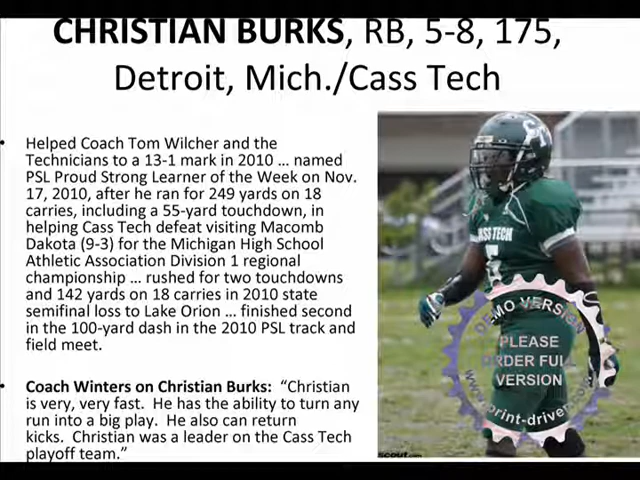 CHRISTIAN BURKS, RB, 5-8, 175,
Detroit, Mich./Cass Tech
• Helped Coach Tom Wilcher and the
Technicians to a 13-1 mark in 2010 … named
PSL Proud Strong Learner of the Week on Nov.
17, 2010, after he ran for 249 yards on 18
carries, including a 55-yard touchdown, in
helping Cass Tech defeat visiting Macomb
Dakota (9-3) for the Michigan High School
Athletic Association Division 1 regional
championship … rushed for two touchdowns
and 142 yards on 18 carries in 2010 state
semifinal loss to Lake Orion … finished second
in the 100-yard dash in the 2010 PSL track and
field meet.
• Coach Winters on Christian Burks: “Christian
is very, very fast. He has the ability to turn any
run into a big play. He also can return
kicks. Christian was a leader on the Cass Tech
playoff team.”
CT
CASS TECH
DEMO VERSION
PLEASE
ORDER FULL
VERSION
www.print-driver.
scout.com